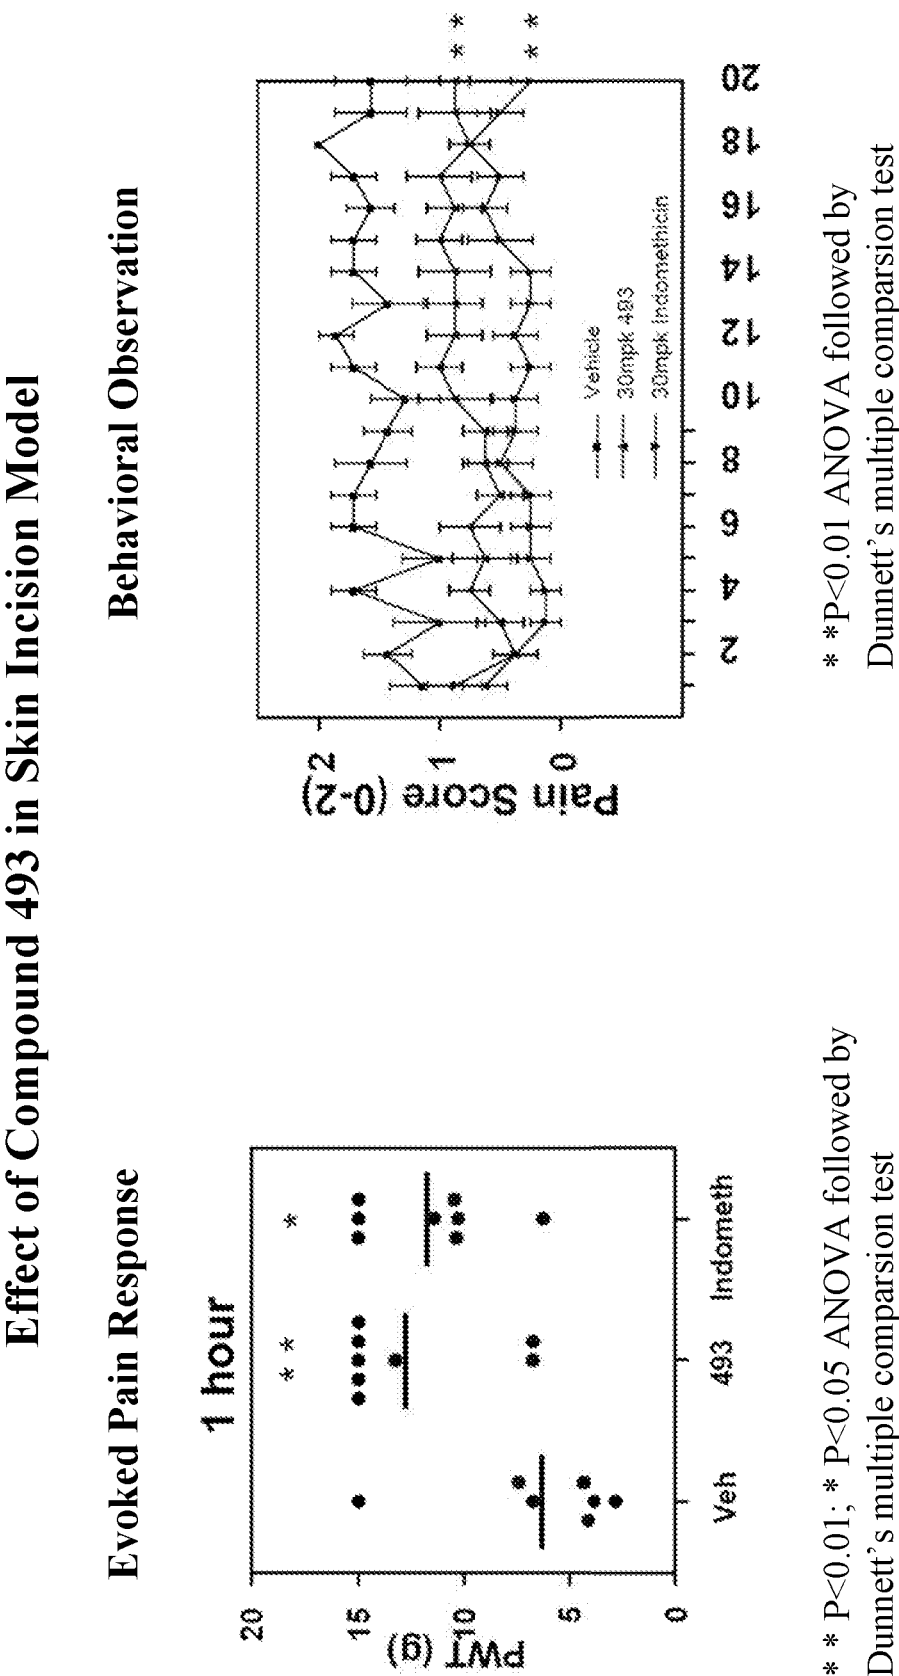 Effect of Compound 493 in Skin Incision Model
Evoked Pain Response
1 hour
* *
*
20
15
10
5
0
PWT (g)
Veh
493
Indometh
* * P<0.01; * P<0.05 ANOVA followed by
Dunnett's multiple comparsion test
Behavioral Observation
2
1
0
Pain Score (0-2)
* *
* *
Vehicle
30mpk 493
30mpk Indomethicin
2 4 6 8 10 12 14 16 18 20
* *P<0.01 ANOVA followed by
Dunnett's multiple comparsion test